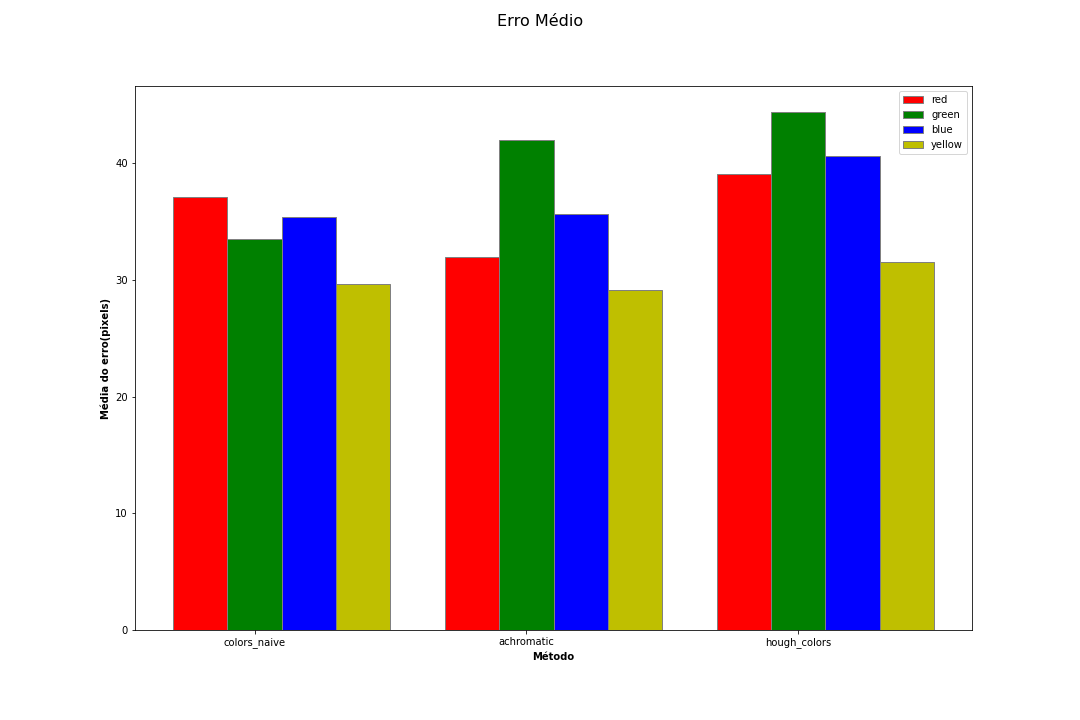 Erro Médio
red
green
blue
yellow
40
30
20
10
0
Média do erro(pixels)
colors_naive
achromatic
hough_colors
Método